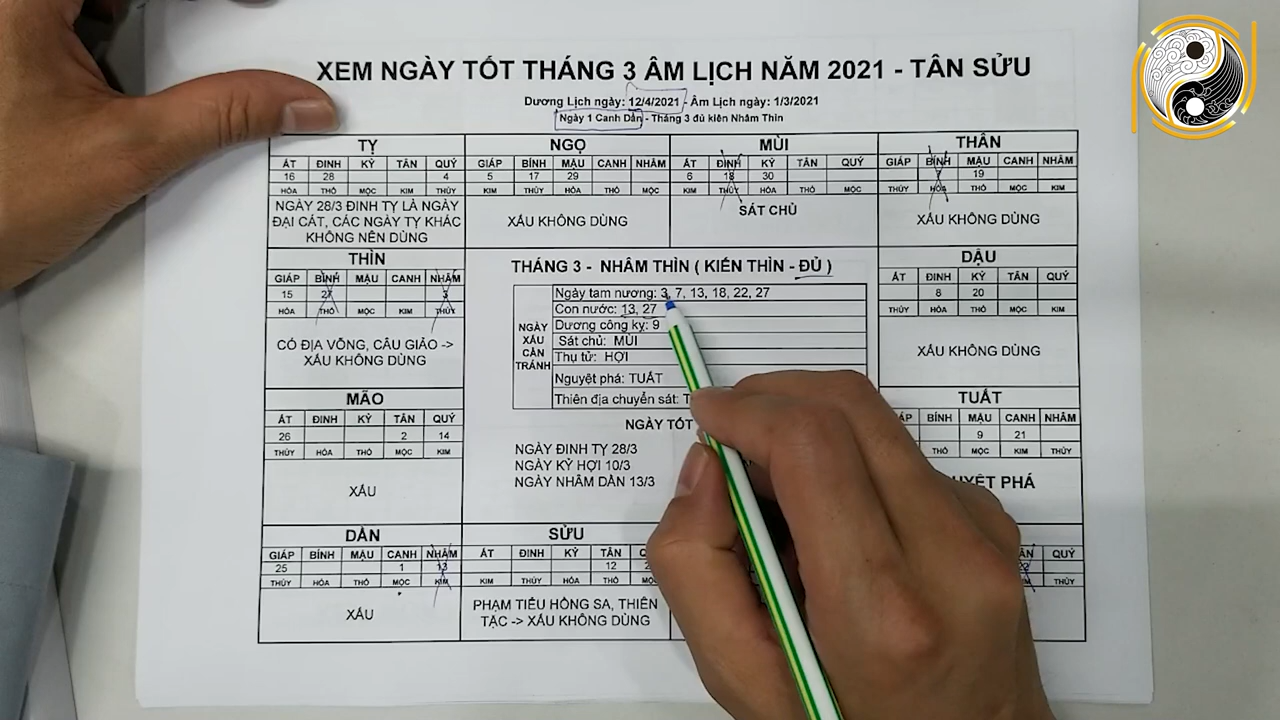 XEM NGÀY TỐT THÁNG 3 ÂM LỊCH NĂM 2021 - TÂN SỬU
Dương Lịch ngày: 12/4/2021 - Âm Lịch ngày: 1/3/2021
Ngày 1 Canh Dần - Tháng 3 đủ kiến Nhâm Thìn
TỴ
ẤT ĐINH KỶ TÂN QUÝ
16 28 4
HỎA THỔ MỘC KIM THỦY
NGÀY 28/3 ĐINH TỴ LÀ NGÀY
ĐẠI CÁT, CÁC NGÀY TỴ KHÁC
KHÔNG NÊN DÙNG
NGỌ
GIÁP BÍNH MẬU CANH NHÂM
5 17 29
KIM THỦY HỎA THỔ MỘC
XẤU KHÔNG DÙNG
MÙI
ẤT ĐINH KỶ TÂN QUÝ
6 18 30
KIM THỦY HỎA THỔ MỘC
SÁT CHỦ
THÂN
GIÁP BÍNH MẬU CANH NHÂM
7 19
THỦY HỎA THỔ MỘC KIM
XẤU KHÔNG DÙNG
THÌN
GIÁP BÍNH MẬU CANH NHÂM
15 27 3
HỎA THỔ MỘC KIM THỦY
CÓ ĐỊA VÕNG, CÂU GIẢO ->
XẤU KHÔNG DÙNG
THÁNG 3 - NHÂM THÌN ( KIẾN THÌN - ĐỦ )
NGÀY
XẤU
CẦN
TRÁNH
Ngày tam nương: 3, 7, 13, 18, 22, 27
Con nước: 13, 27
Dương công kỵ: 9
Sát chủ: MÙI
Thụ tử: HỢI
Nguyệt phá: TUẤT
Thiên địa chuyển sát: T
NGÀY TỐT
NGÀY ĐINH TỴ 28/3
NGÀY KỶ HỢI 10/3
NGÀY NHÂM DẦN 13/3
DẬU
ẤT ĐINH KỶ TÂN QUÝ
8 20
THỦY HỎA THỔ MỘC KIM
XẤU KHÔNG DÙNG
MÃO
ẤT ĐINH KỶ TÂN QUÝ
26 2 14
THỦY HỎA THỔ MỘC KIM
XẤU
TUẤT
BÍNH MẬU CANH NHÂM
9 21
THỔ MỘC KIM THỦY
PHÁ
DẦN
GIÁP BÍNH MẬU CANH NHÂM
25 1 13
THỦY HỎA THỔ MỘC KIM
XẤU
SỬU
ẤT ĐINH KỶ TÂN
12
KIM THỦY HỎA THỔ
PHẠM TIỂU HỒNG SA, THIÊN
TẶC -> XẤU KHÔNG DÙNG
QUÝ
THỦY